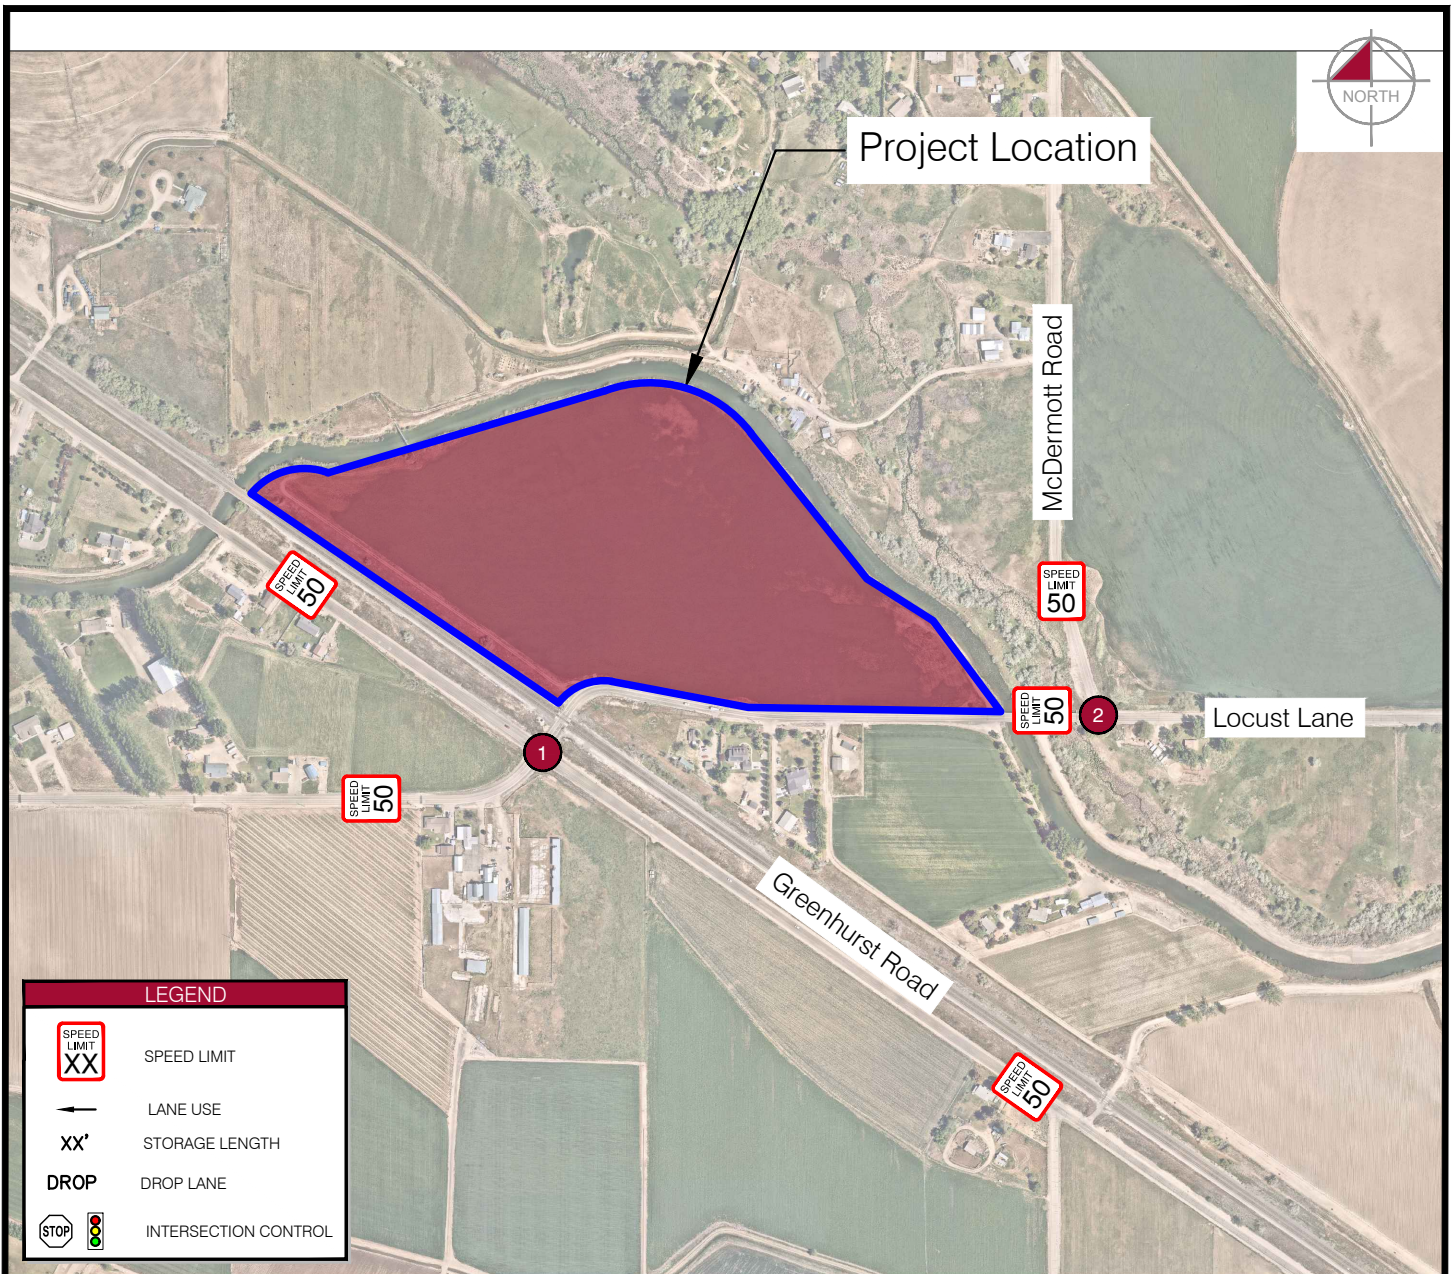 NORTH
Project Location
McDermott Road
SPEED
LIMIT
50
SPEED
LIMIT
50
SPEED
LIMIT
50
2
Locust Lane
1
SPEED
LIMIT
50
Greenhurst Road
SPEED
LIMIT
50
LEGEND
SPEED
LIMIT
XX
SPEED LIMIT
LANE USE
XX'
STORAGE LENGTH
DROP
DROP LANE
STOP
INTERSECTION CONTROL